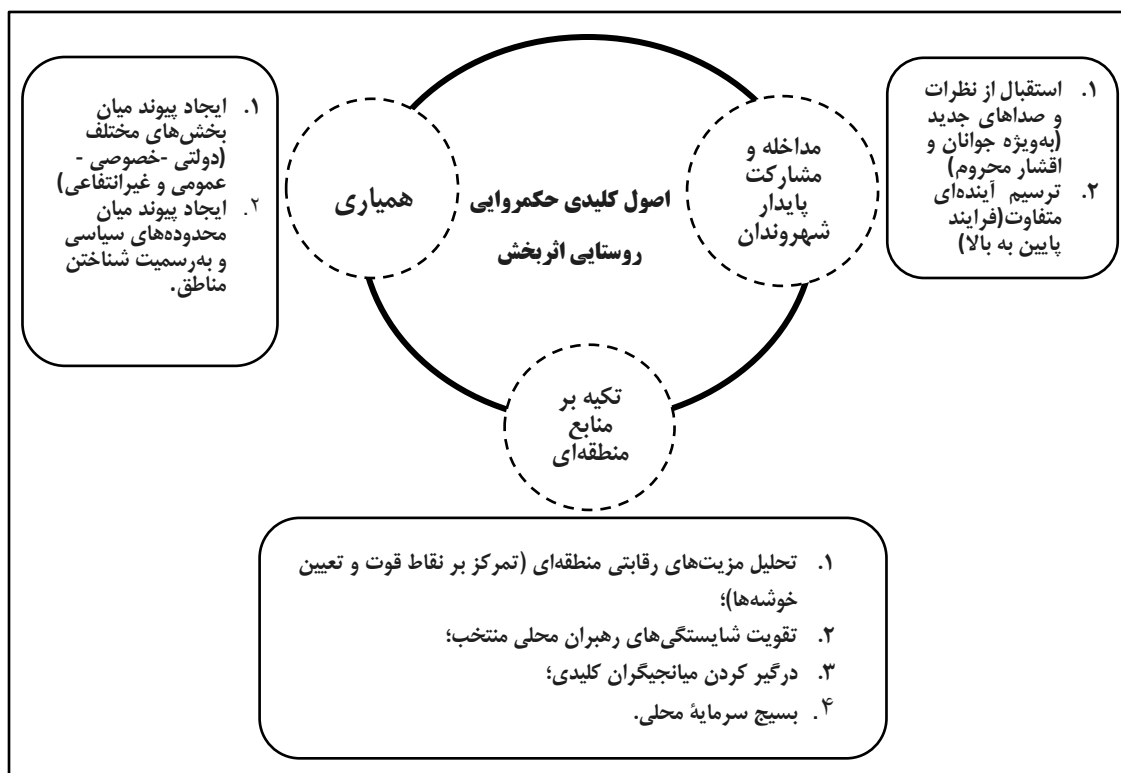 اصول کلیدی حکمروایی
روستایی اثربخش
مداخله و
مشارکت
پایدار
شهروندان
۱. استقبال از نظرات
و صداهای جدید
(به‌ویژه جوانان و
اقشار محروم)
۲. ترسیم آینده‌ای
متفاوت(فرایند
پایین به بالا)
همیاری
۱. ایجاد پیوند میان
بخش‌های مختلف
(دولتی -خصوصی -
عمومی و غیرانتفاعی)
۲. ایجاد پیوند میان
محدوده‌های سیاسی
و به‌رسمیت شناختن
مناطق.
تکیه بر
منابع
منطقه‌ای
۱. تحلیل مزیت‌های رقابتی منطقه‌ای (تمرکز بر نقاط قوت و تعیین
خوشه‌ها)؛
۲. تقویت شایستگی‌های رهبران محلی منتخب؛
۳. درگیر کردن میانجیگران کلیدی؛
۴. بسیج سرمایهٔ محلی.